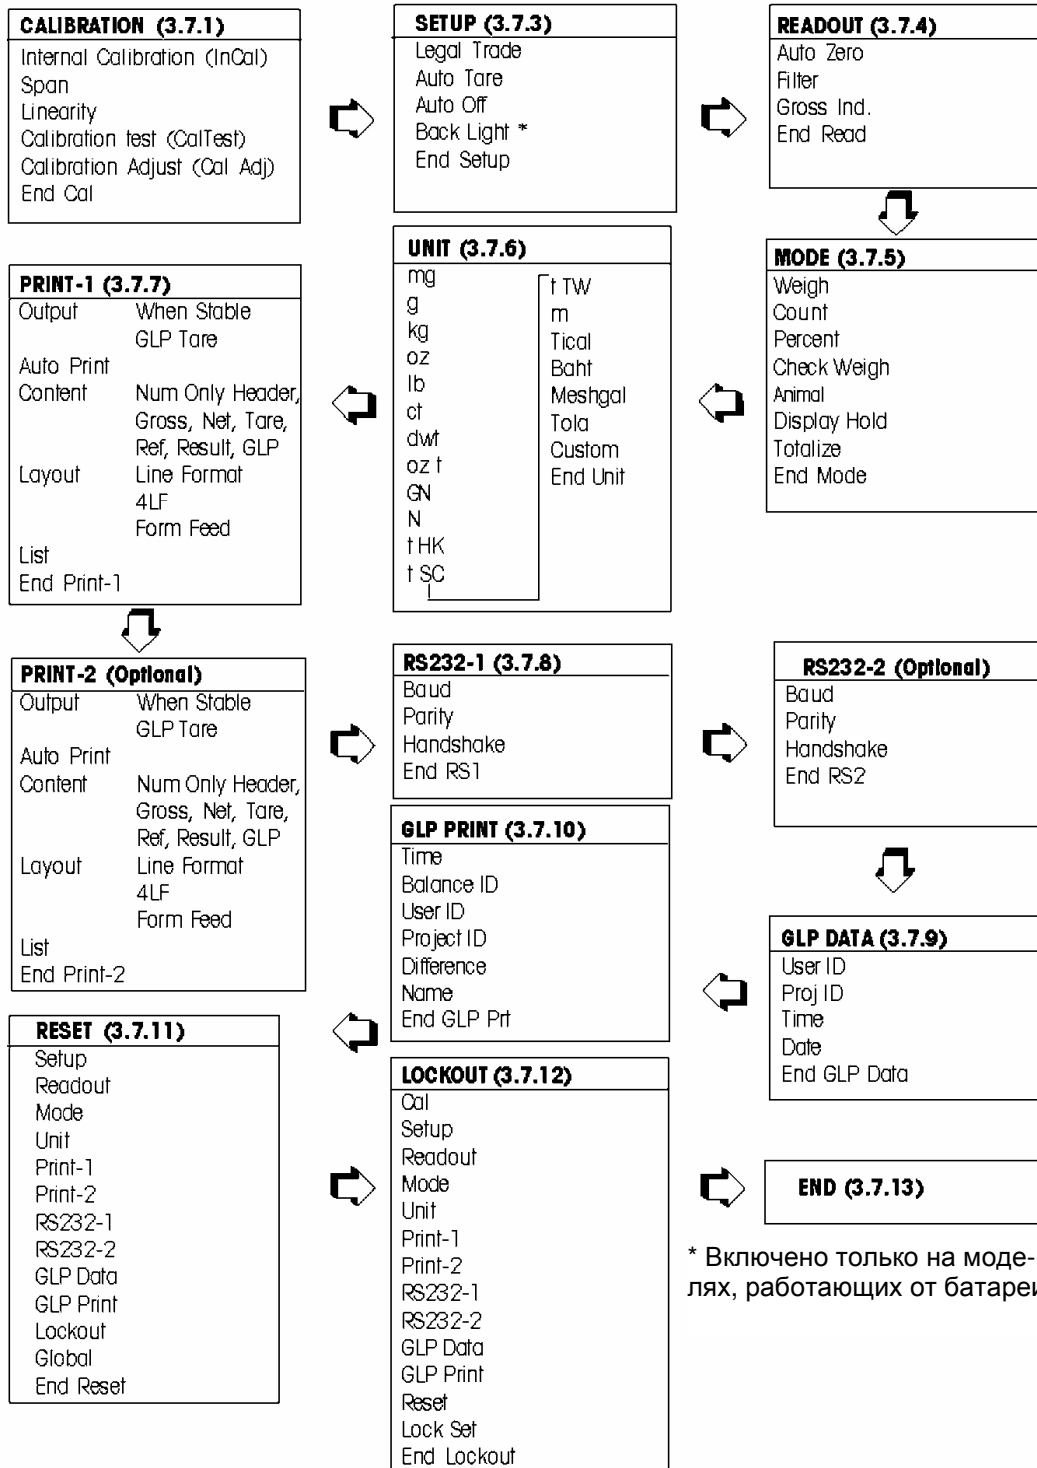 CALIBRATION (3.7.1)
Internal Calibration (InCal)
Span
Linearity
Calibration test (CalTest)
Calibration Adjust (Cal Adj)
End Cal
SETUP (3.7.3)
Legal Trade
Auto Tare
Auto Off
Back Light *
End Setup
READOUT (3.7.4)
Auto Zero
Filter
Gross Ind.
End Read
MODE (3.7.5)
Weigh
Count
Percent
Check Weigh
Animal
Display Hold
Totalize
End Mode
UNIT (3.7.6)
mg
g
kg
oz
lb
ct
dwt
oz t
GN
N
t HK
t SC
t TW
m
Tical
Baht
Meshgal
Tola
Custom
End Unit
PRINT-1 (3.7.7)
Output When Stable
GLP Tare
Auto Print
Content Num Only Header,
Gross, Net, Tare,
Ref, Result, GLP
Layout Line Format
4LF
Form Feed
List
End Print-1
PRINT-2 (Optional)
Output When Stable
GLP Tare
Auto Print
Content Num Only Header,
Gross, Net, Tare,
Ref, Result, GLP
Layout Line Format
4LF
Form Feed
List
End Print-2
RS232-1 (3.7.8)
Baud
Parity
Handshake
End RS1
RS232-2 (Optional)
Baud
Parity
Handshake
End RS2
GLP DATA (3.7.9)
User ID
Proj ID
Time
Date
End GLP Data
GLP PRINT (3.7.10)
Time
Balance ID
User ID
Project ID
Difference
Name
End GLP Prt
RESET (3.7.11)
Setup
Readout
Mode
Unit
Print-1
Print-2
RS232-1
RS232-2
GLP Data
GLP Print
Lockout
Global
End Reset
LOCKOUT (3.7.12)
Cal
Setup
Readout
Mode
Unit
Print-1
Print-2
RS232-1
RS232-2
GLP Data
GLP Print
Reset
Lock Set
End Lockout
END (3.7.13)
* Включено только на моде-
лях, работающих от батареи